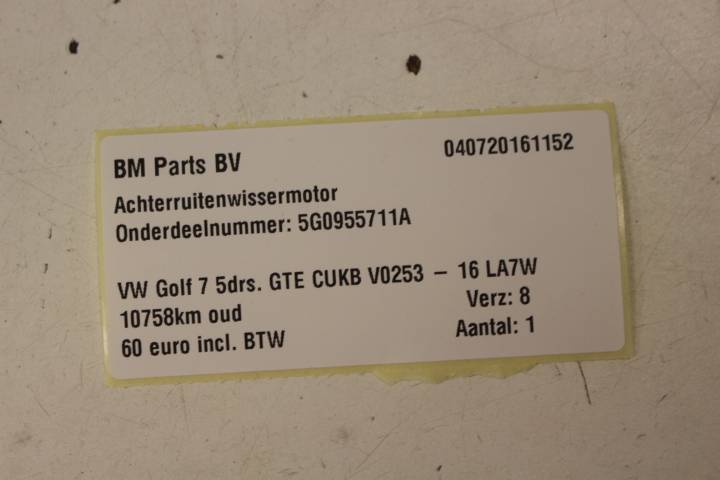 BM Parts BV 040720161152
Achterruitenwissermotor
Onderdeelnummer: 5G0955711A
VW Golf 7 5drs. GTE CUKB V0253 – 16 LA7W
10758km oud Verz: 8
60 euro incl. BTW Aantal: 1